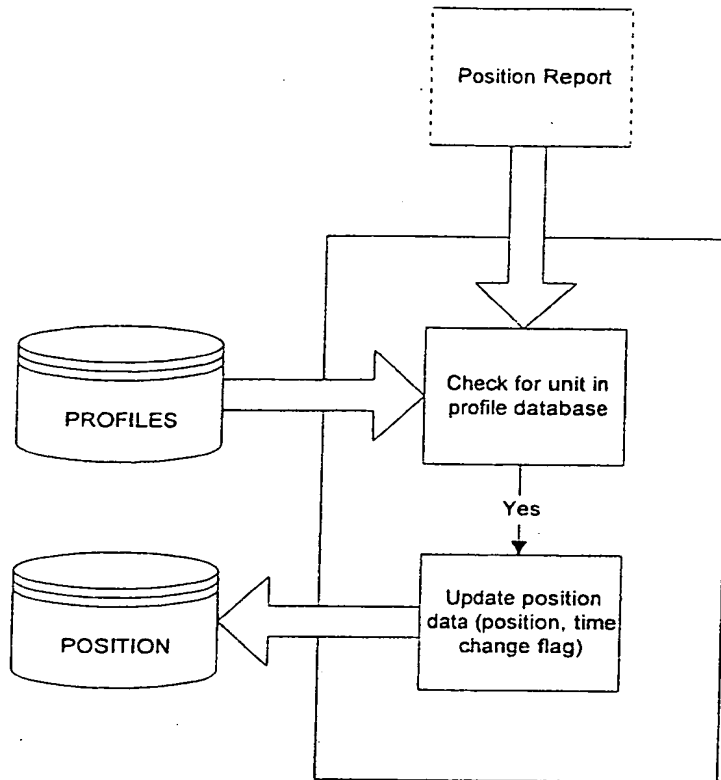 Position Report
PROFILES
Check for unit in
profile database
Yes
POSITION
Update position
data (position, time
change flag)